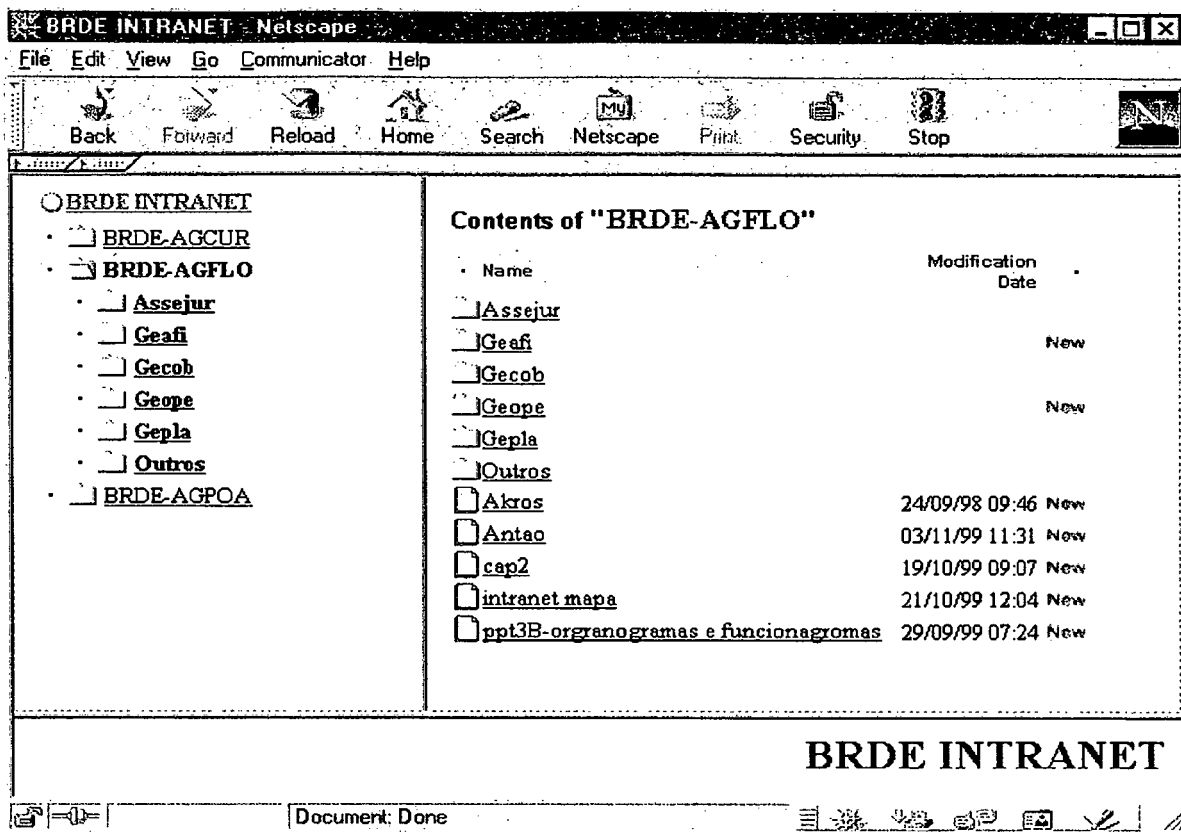 BRDE INTRANET - Netscape
File Edit View Go Communicator Help
Back Forward Reload Home Search Netscape Print Security Stop
My
N
BRDE INTRANET
BRDE-AGCUR
BRDE-AGFLO
Assejur
Geafi
Gecob
Geope
Gepla
Outros
BRDE-AGPOA
Contents of "BRDE-AGFLO"
Name Modification Date
Assejur
Geafi New
Gecob
Geope New
Gepla
Outros
Akros 24/09/98 09:46 New
Antao 03/11/99 11:31 New
cap2 19/10/99 09:07 New
intranet mapa 21/10/99 12:04 New
ppt3B-orgranogramas e funcionagromas 29/09/99 07:24 New
BRDE INTRANET
Document: Done